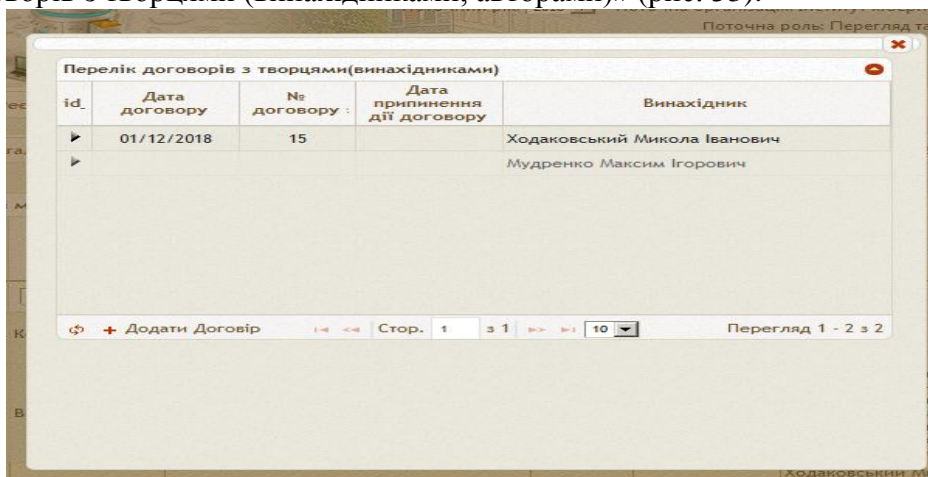 творцями (винахідниками, авторами)» (рис. 35).
Поточна роль: Перегляд та
Перелік договорів з творцями(винахідниками)
id_ Дата договору № договору Дата припинення дії договору Винахідник
01/12/2018 15 Ходаковський Микола Іванович
Мудренко Максим Ігорович
+ Додати Договір Стор. 1 з 1 10 Перегляд 1 - 2 з 2
Ходаковський М